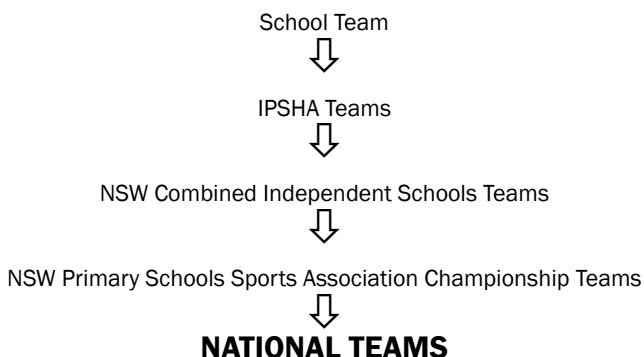 School Team
IPSHA Teams
NSW Combined Independent Schools Teams
NSW Primary Schools Sports Association Championship Teams
NATIONAL TEAMS